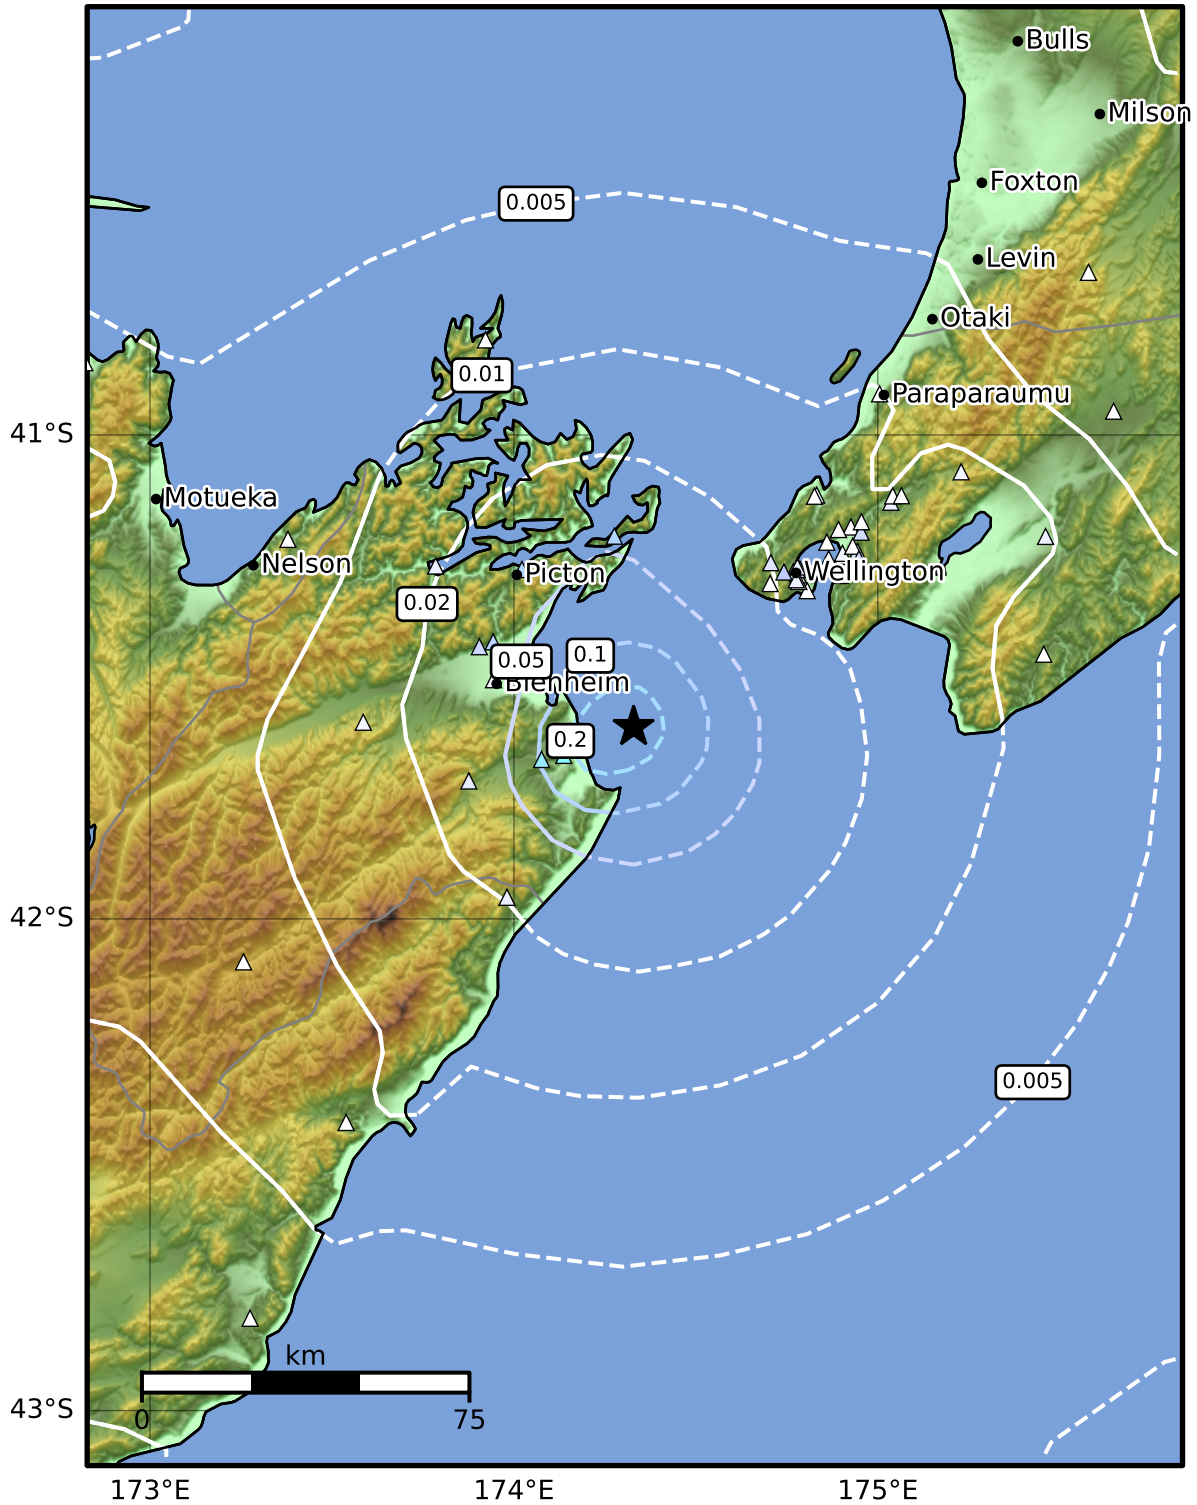 Bulls
Milson
Foxton
0.005
Levin
Otaki
0.01
Paraparaumu
41°S
Motueka
Nelson
Picton
Wellington
0.02
0.05
0.1
Blenheim
0.2
42°S
0.005
km
43°S
0
75
173°E
174°E
175°E